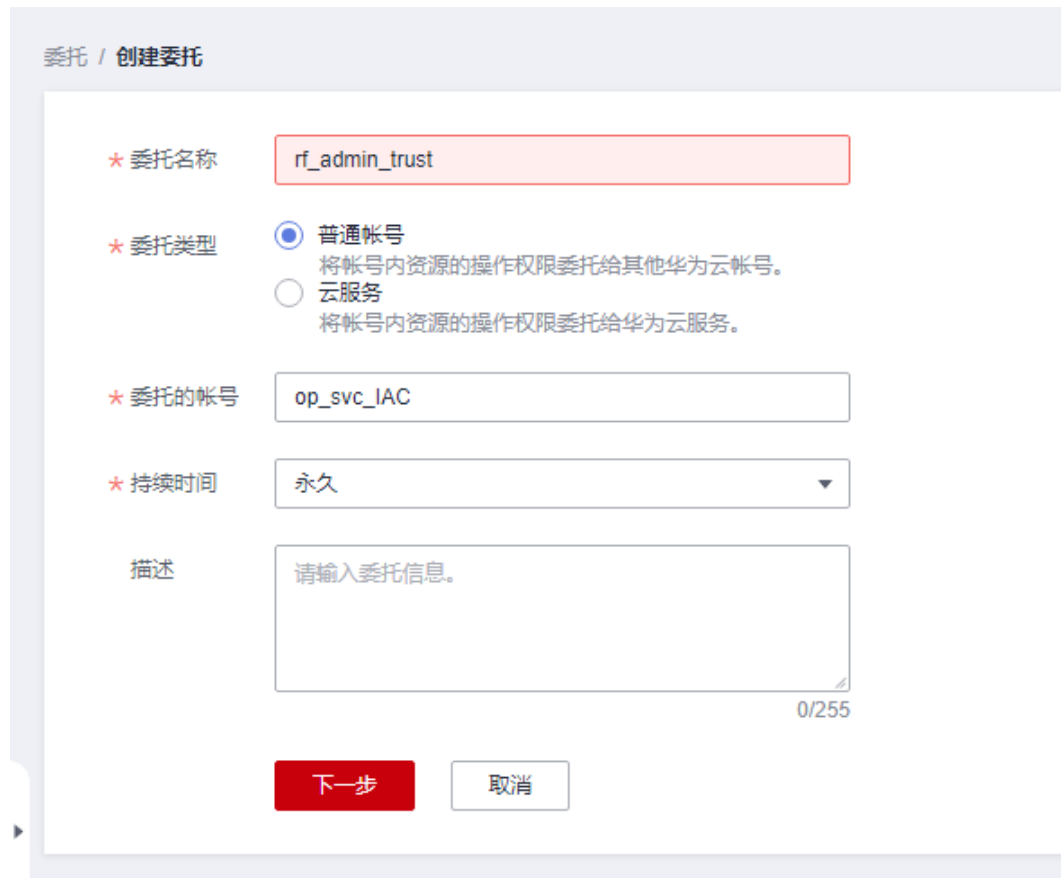 委托 / 创建委托
* 委托名称 rf_admin_trust
* 委托类型 普通帐号
将帐号内资源的操作权限委托给其他华为云帐号。
云服务
将帐号内资源的操作权限委托给华为云服务。
* 委托的帐号 op_svc_IAC
* 持续时间 永久
描述 请输入委托信息。
0/255
下一步 取消